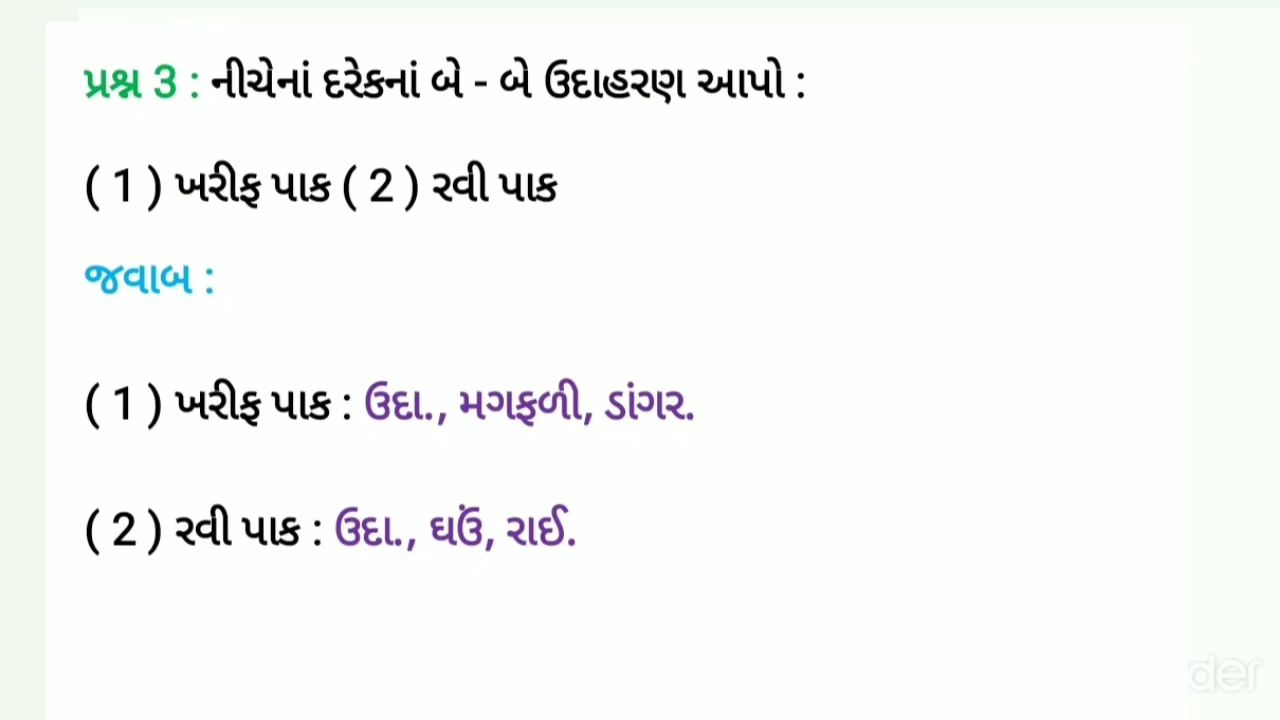 પ્રશ્ન 3 : નીચેનાં દરેકનાં બે - બે ઉદાહરણ આપો :
( 1 ) ખરીફ પાક ( 2 ) રવી પાક
જવાબ :
( 1 ) ખરીફ પાક : ઉદા., મગફળી, ડાંગર.
( 2 ) રવી પાક : ઉદા., ઘઉં, રાઈ.
der